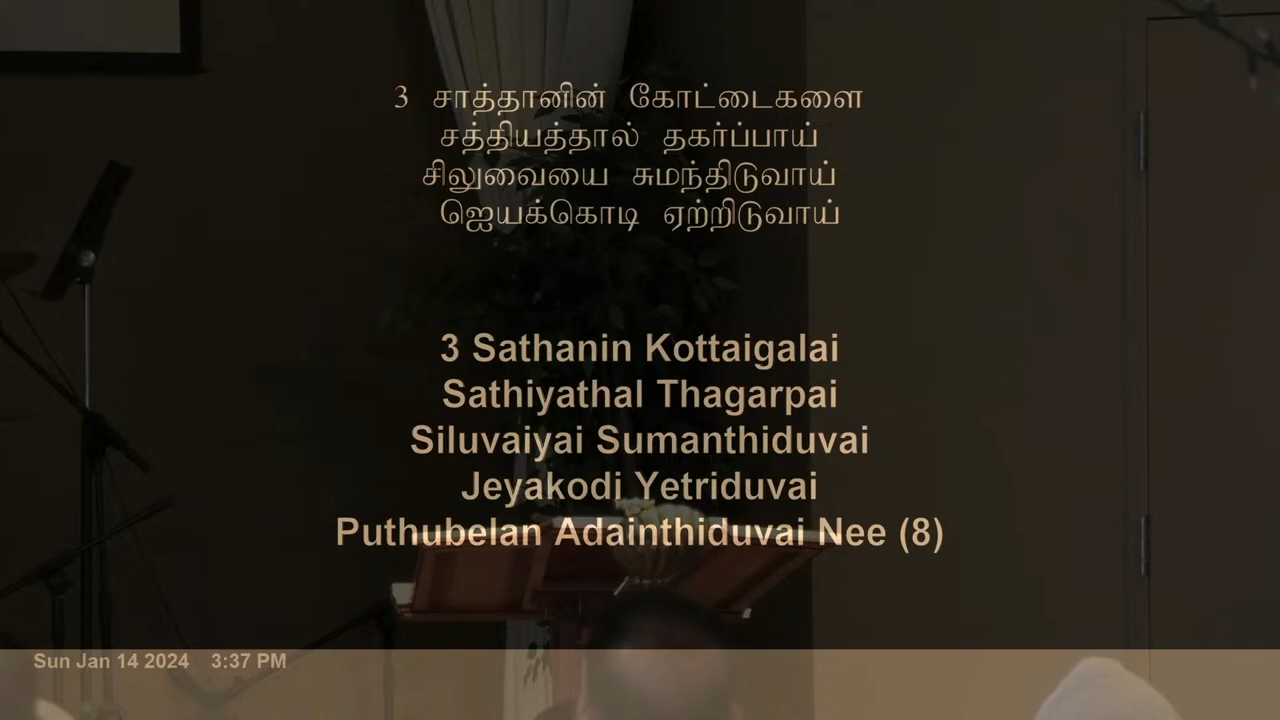 3 சாத்தானின் கோட்டைகளை
சத்தியத்தால் தகர்ப்பாய்
சிலுவையை சுமந்திடுவாய்
ஜெயக்கொடி ஏற்றிடுவாய்
3 Sathanin Kottaigalai
Sathiyathal Thagarpai
Siluvaiyai Sumanthiduvai
Jeyakodi Yetriduvai
Puthubelan Adainthiduvai Nee (8)
Sun Jan 14 2024 3:37 PM